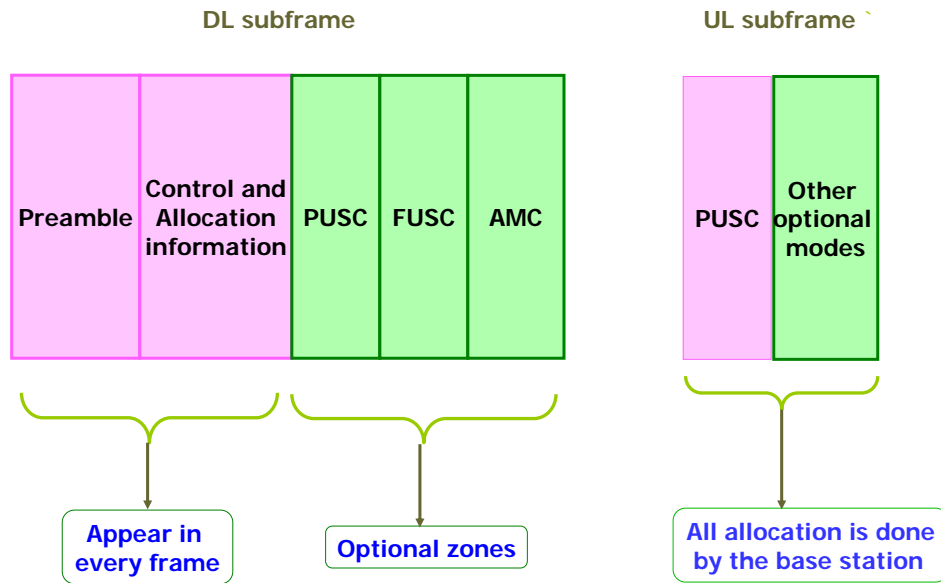 DL subframe
UL subframe `
Preamble
Control and
Allocation
information
PUSC
FUSC
AMC
PUSC
Other
optional
modes
Appear in
every frame
Optional zones
All allocation is done
by the base station